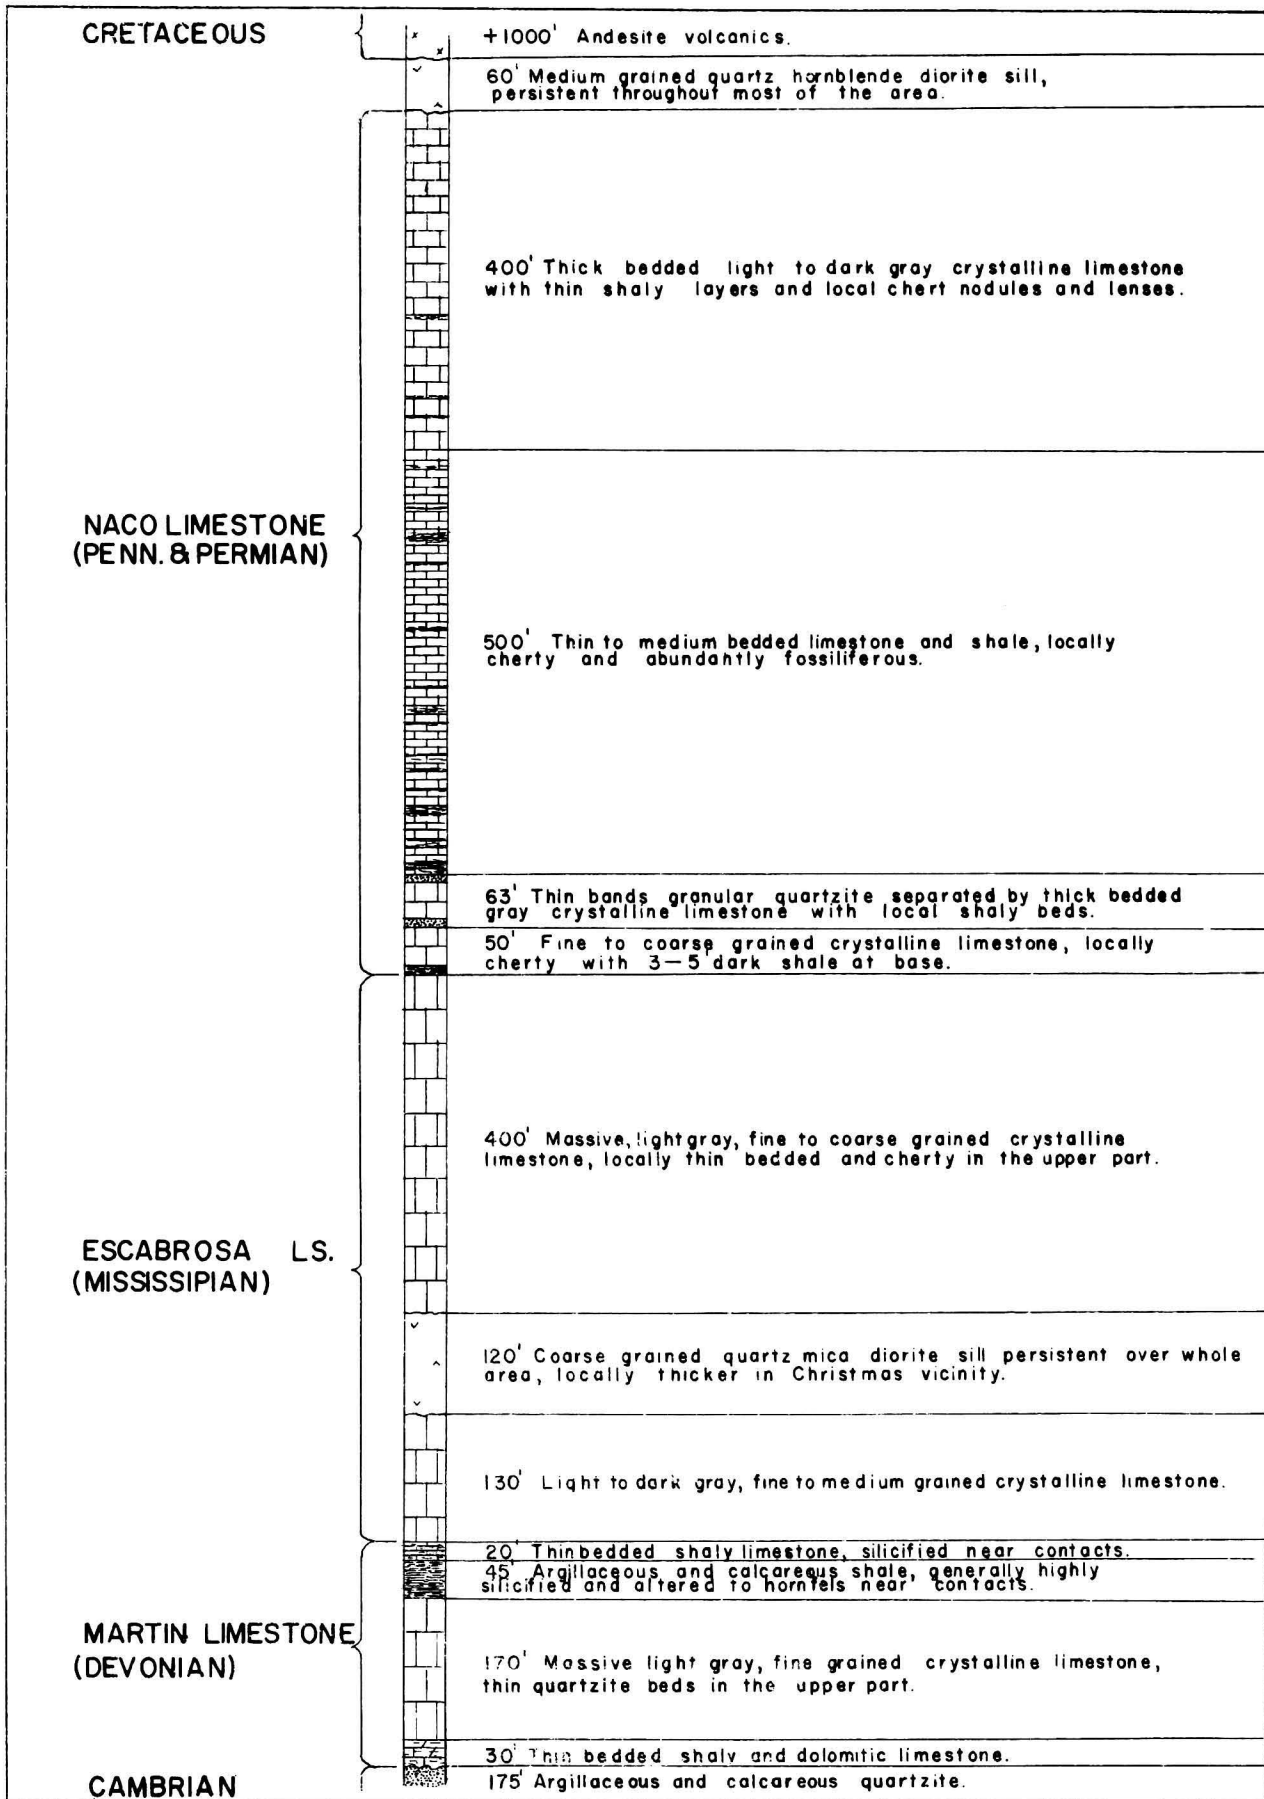 CRETACEOUS
+1000' Andesite volcanics.
60' Medium grained quartz hornblende diorite sill,
persistent throughout most of the area.
400' Thick bedded light to dark gray crystalline limestone
with thin shaly layers and local chert nodules and lenses.
NACO LIMESTONE
(PENN. & PERMIAN)
500' Thin to medium bedded limestone and shale, locally
cherty and abundantly fossiliferous.
63' Thin bands granular quartzite separated by thick bedded
gray crystalline limestone with local shaly beds.
50' Fine to coarse grained crystalline limestone, locally
cherty with 3-5' dark shale at base.
400' Massive, light gray, fine to coarse grained crystalline
limestone, locally thin bedded and cherty in the upper part.
ESCABROSA LS.
(MISSISSIPIAN)
120' Coarse grained quartz mica diorite sill persistent over whole
area, locally thicker in Christmas vicinity.
130' Light to dark gray, fine to medium grained crystalline limestone.
20' Thinbedded shaly limestone, silicified near contacts.
45' Argillaceous and calcareous shale, generally highly
silicified and altered to hornfels near contacts.
MARTIN LIMESTONE
(DEVONIAN)
170' Massive light gray, fine grained crystalline limestone,
thin quartzite beds in the upper part.
30' Thin bedded shaly and dolomitic limestone.
CAMBRIAN
175' Argillaceous and calcareous quartzite.